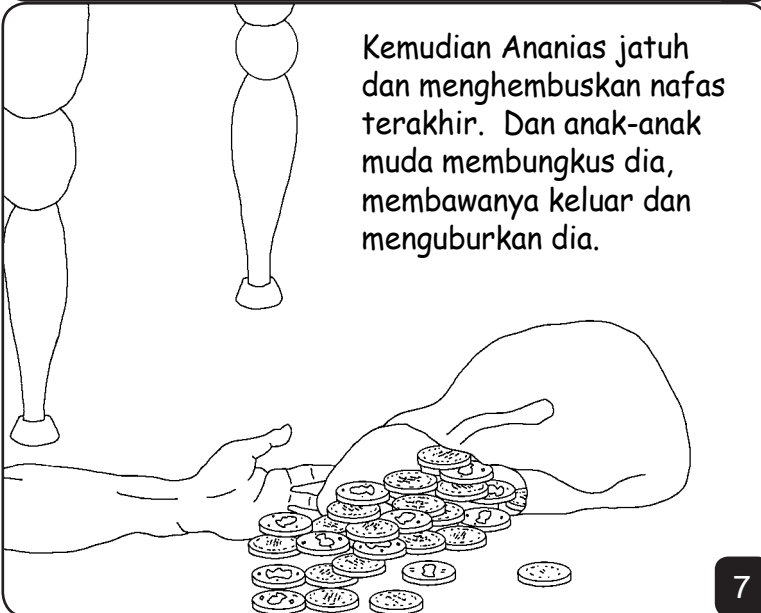 Kemudian Ananias jatuh
dan menghembuskan nafas
terakhir.  Dan anak-anak
muda membungkus dia,
membawanya keluar dan
menguburkan dia.
7